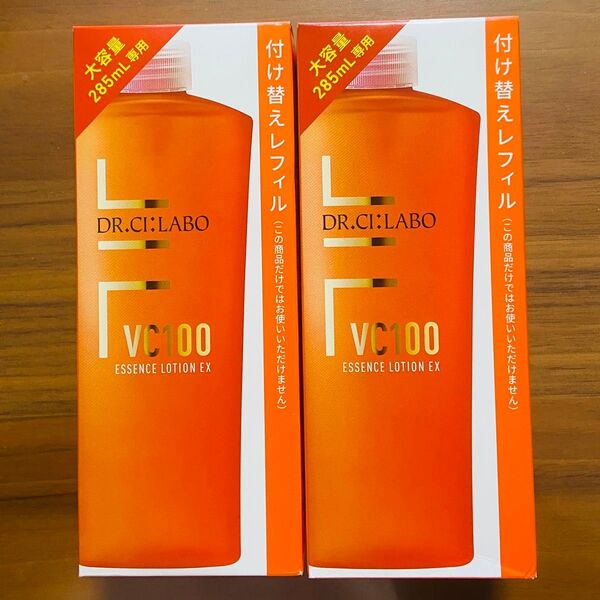 大容量
285mL専用
DR.CI:LABO
VC100
ESSENCE LOTION EX
付け替えレフィル(この商品だけではお使いいただけません)
大容量
285mL専用
DR.CI:LABO
VC100
ESSENCE LOTION EX
付け替えレフィル(この商品だけではお使いいただけません)